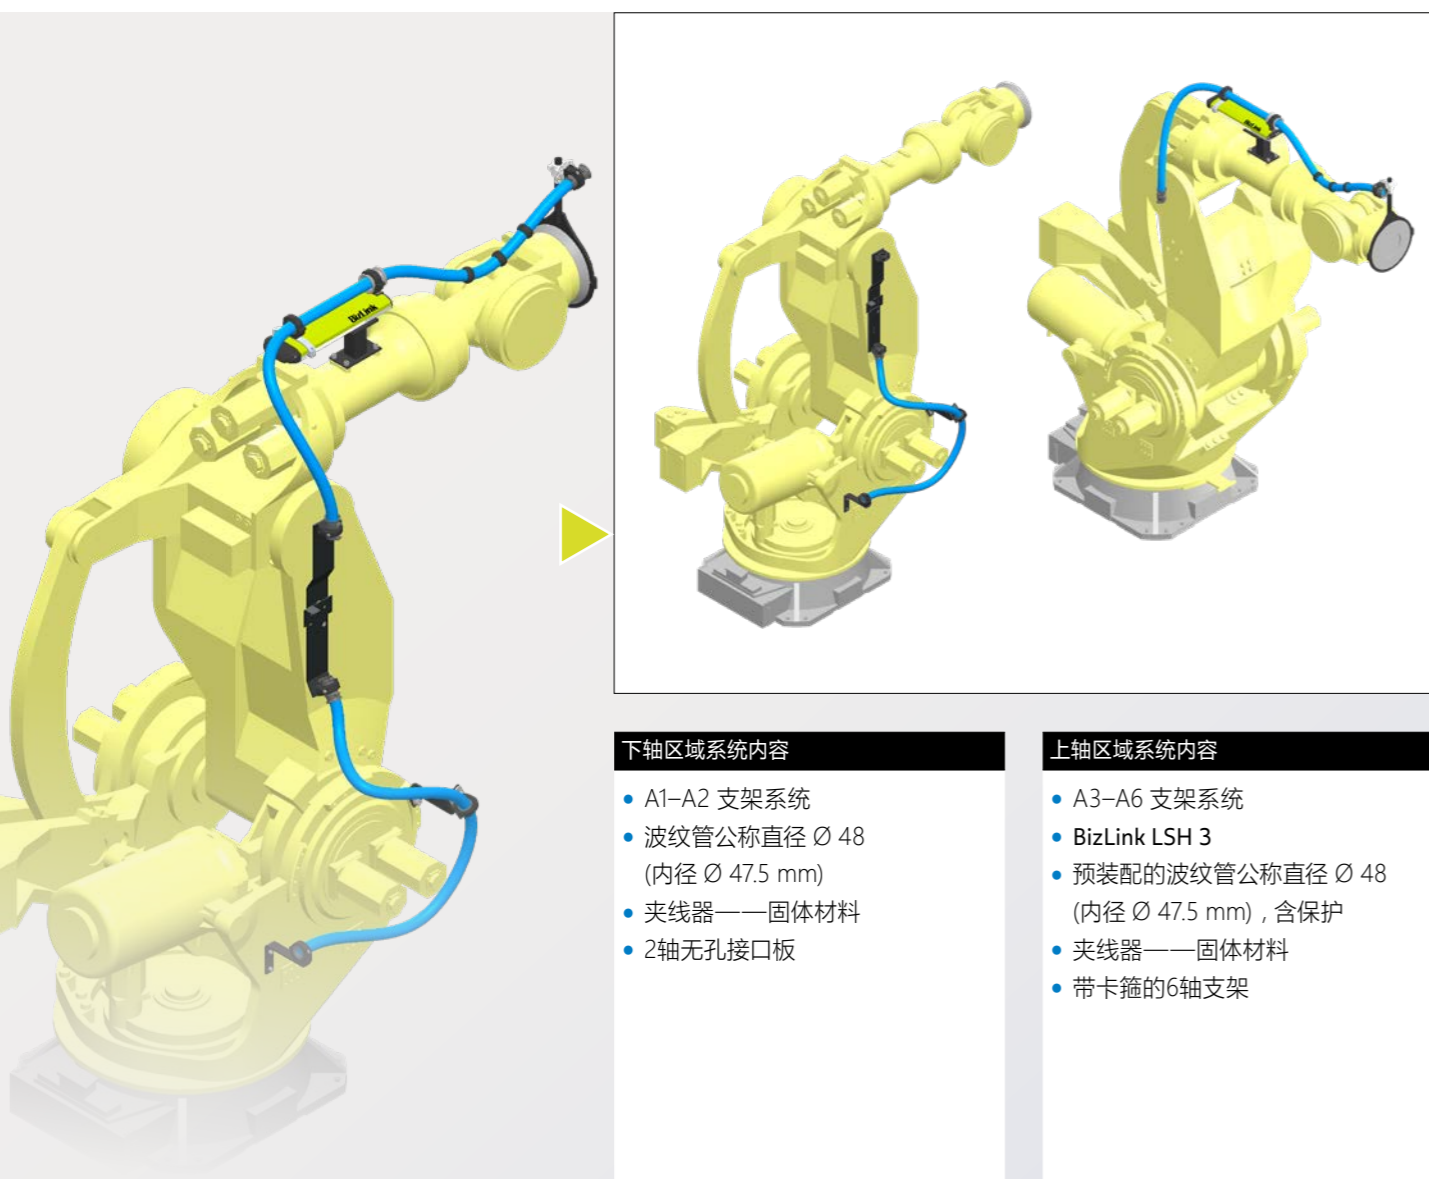 BizLink
BizLink
下轴区域系统内容
• A1–A2 支架系统
• 波纹管公称直径 Ø 48
(内径 Ø 47.5 mm)
• 夹线器——固体材料
• 2轴无孔接口板
上轴区域系统内容
• A3–A6 支架系统
• BizLink LSH 3
• 预装配的波纹管公称直径 Ø 48
(内径 Ø 47.5 mm) , 含保护
• 夹线器——固体材料
• 带卡箍的6轴支架